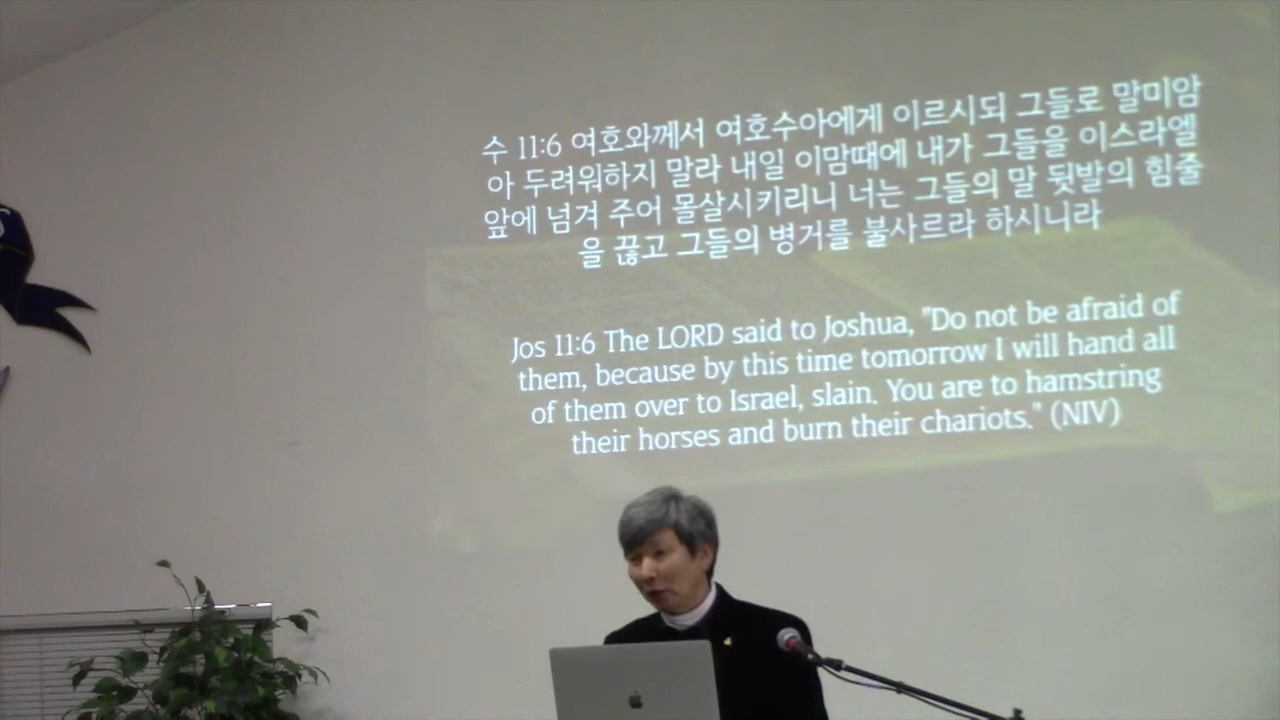 수 11:6 여호와께서 여호수아에게 이르시되 그들로 말미암
아 두려워하지 말라 내일 이맘때에 내가 그들을 이스라엘
앞에 넘겨 주어 몰살시키리니 너는 그들의 말 뒷발의 힘줄
을 끊고 그들의 병거를 불사르라 하시니라
Jos 11:6 The LORD said to Joshua, "Do not be afraid of
them, because by this time tomorrow I will hand all
of them over to Israel, slain. You are to hamstring
their horses and burn their chariots." (NIV)